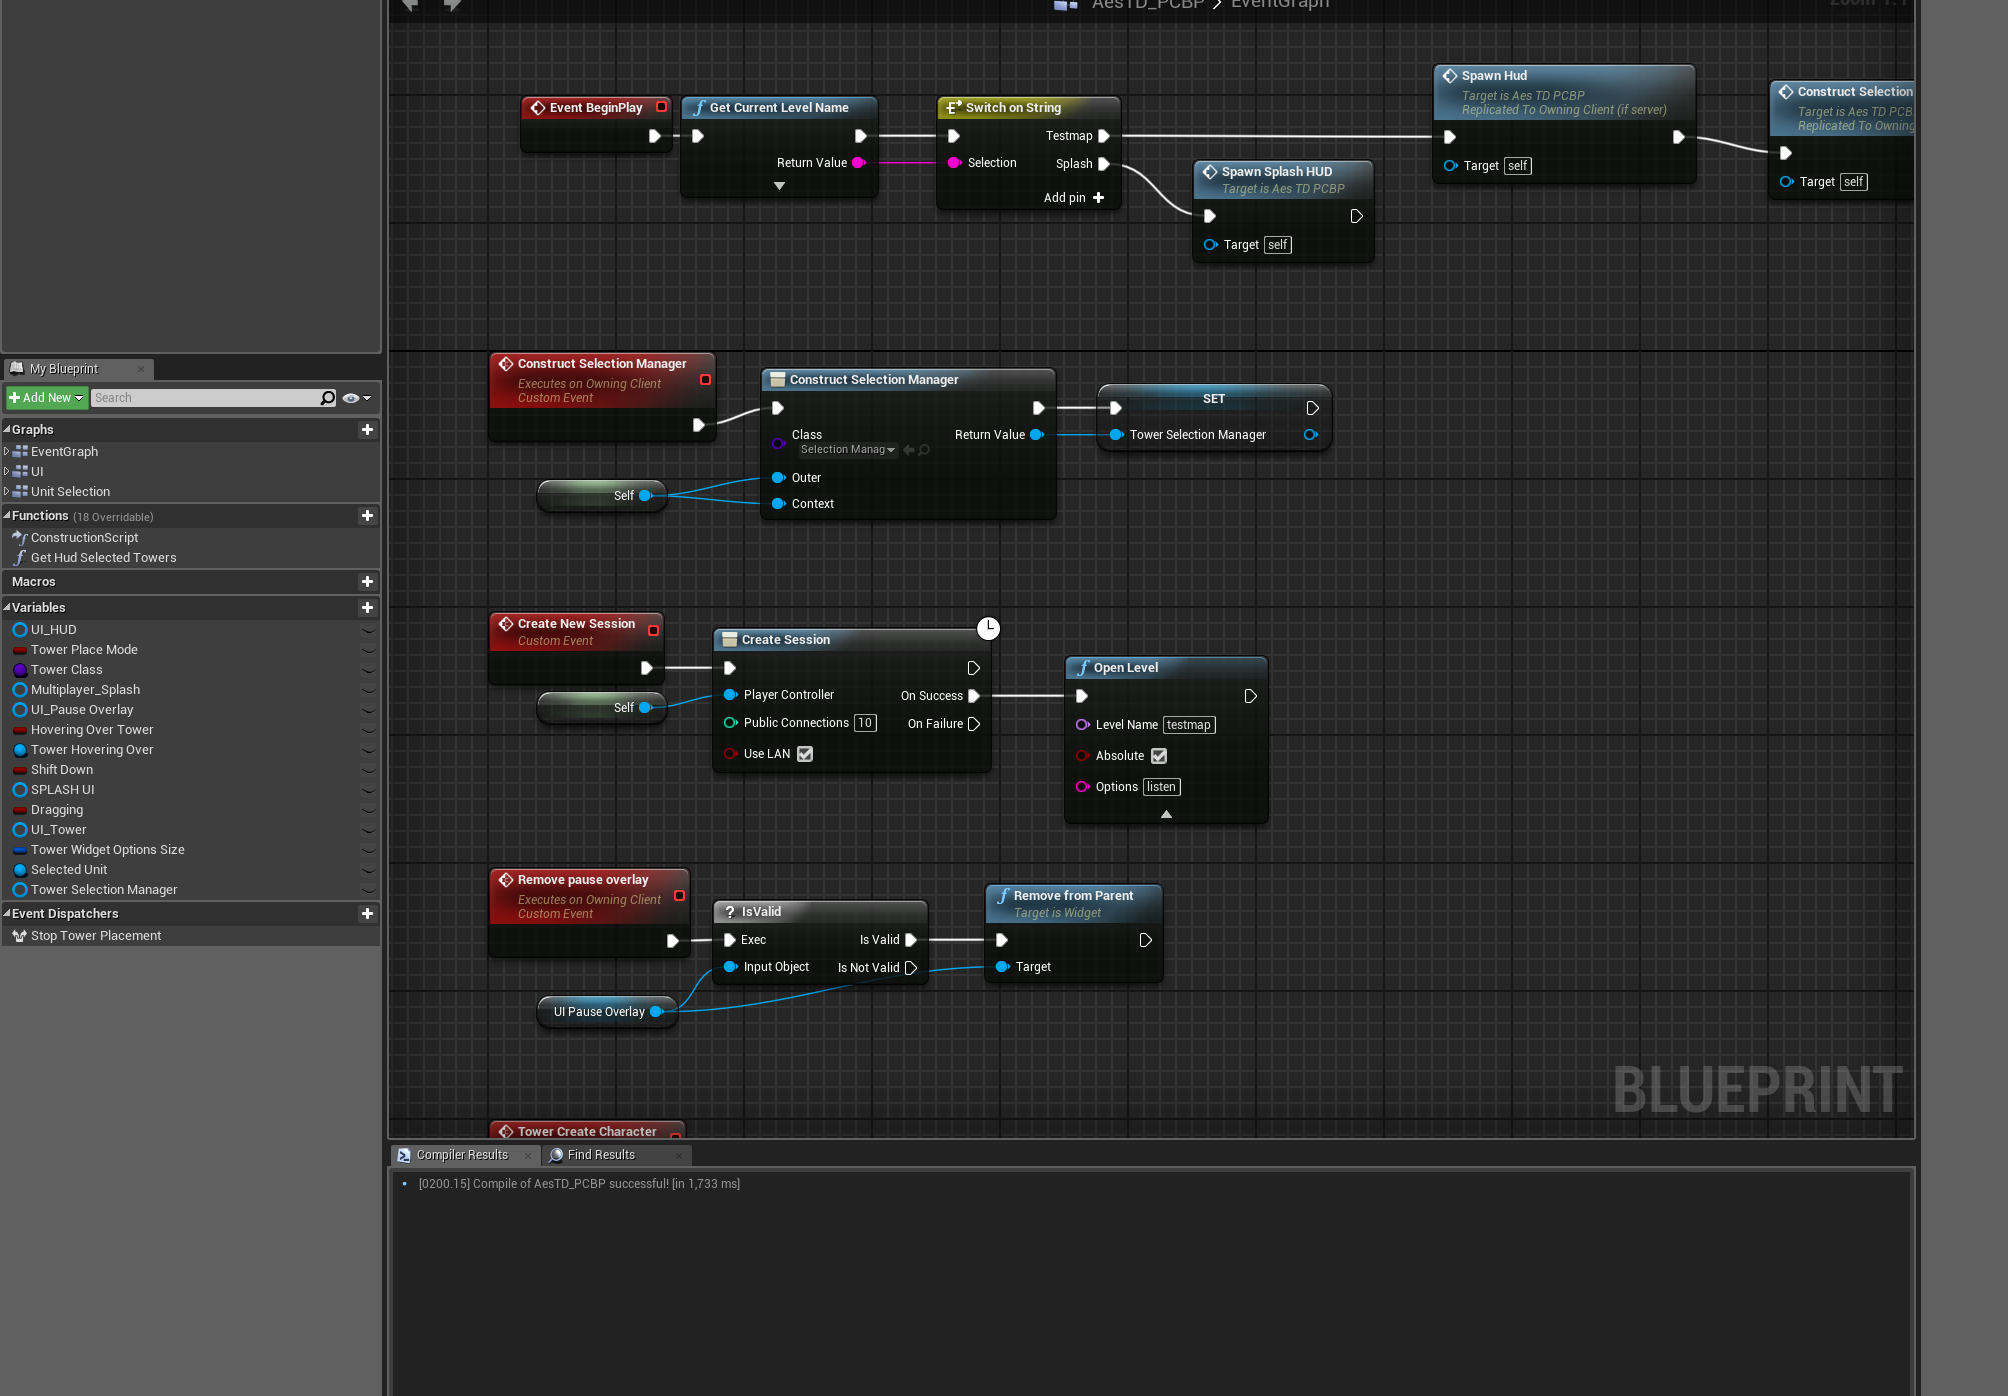 AesTD_PCBP > EventGraph
Event BeginPlay
Get Current Level Name
Return Value
Switch on String
Selection
Testmap
Splash
Add pin
Spawn Splash HUD
Target is Aes TD PCBP
Target self
Spawn Hud
Target is Aes TD PCBP
Replicated To Owning Client (if server)
Target self
Construct Selection
Target is Aes TD PCB
Replicated To Owning
Target self
Construct Selection Manager
Executes on Owning Client
Custom Event
Self
Construct Selection Manager
Class
Selection Manag
Return Value
Outer
Context
SET
Tower Selection Manager
Create New Session
Custom Event
Self
Create Session
Player Controller
On Success
Public Connections 10
On Failure
Use LAN
Open Level
Level Name testmap
Absolute
Options listen
Remove pause overlay
Executes on Owning Client
Custom Event
UI Pause Overlay
? IsValid
Exec
Is Valid
Input Object
Is Not Valid
Remove from Parent
Target is Widget
Target
Tower Create Character
BLUEPRINT
My Blueprint
Add New
Search
Graphs
EventGraph
UI
Unit Selection
Functions (18 Overridable)
ConstructionScript
Get Hud Selected Towers
Macros
Variables
UI_HUD
Tower Place Mode
Tower Class
Multiplayer_Splash
UI_Pause Overlay
Hovering Over Tower
Tower Hovering Over
Shift Down
SPLASH UI
Dragging
UI_Tower
Tower Widget Options Size
Selected Unit
Tower Selection Manager
Event Dispatchers
Stop Tower Placement
Compiler Results
Find Results
[0200.15] Compile of AesTD_PCBP successful! [in 1,733 ms]